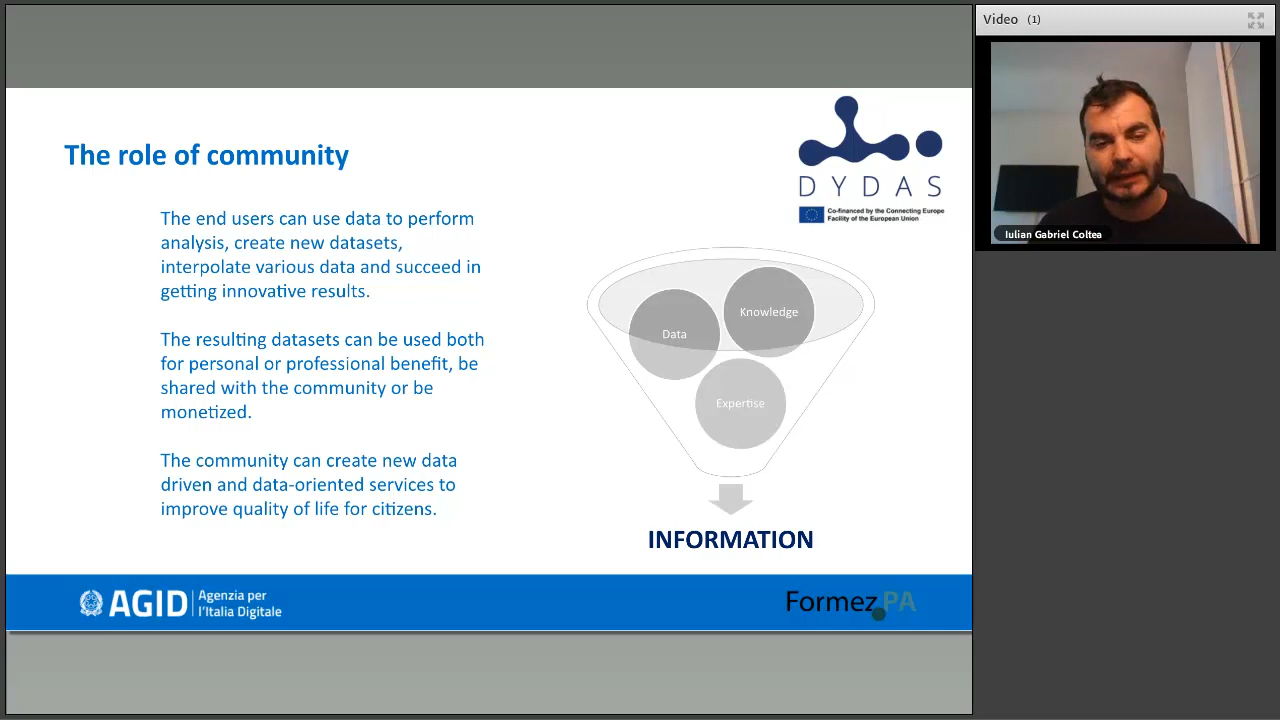 Video (1)
Iulian Gabriel Coltea
The role of community
DYDAS
Co-financed by the Connecting Europe
Facility of the European Union
The end users can use data to perform
analysis, create new datasets,
interpolate various data and succeed in
getting innovative results.
The resulting datasets can be used both
for personal or professional benefit, be
shared with the community or be
monetized.
The community can create new data
driven and data-oriented services to
improve quality of life for citizens.
Knowledge
Data
Expertise
INFORMATION
AGID
Agenzia per
l'Italia Digitale
Formez PA